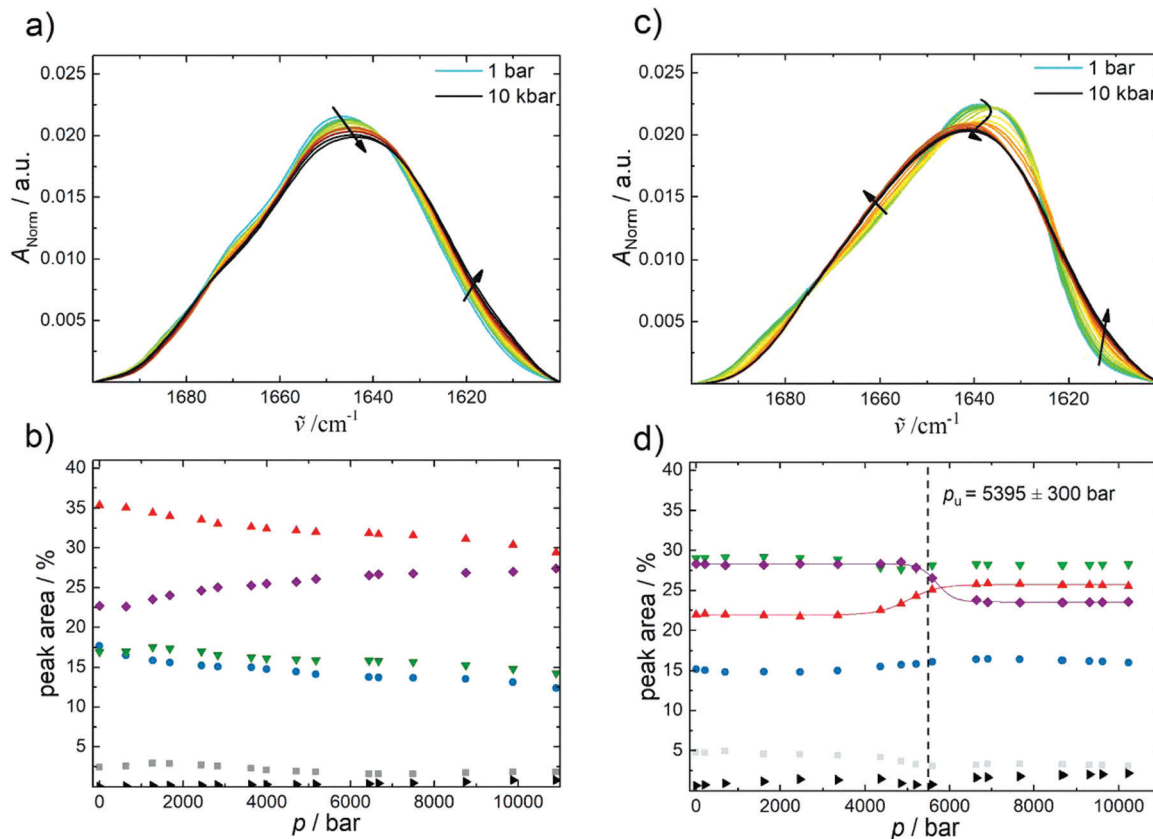 a)
0.025
0.020
0.015
0.010
0.005
A_Norm / a.u.
1 bar
10 kbar
1680 1660 1640 1620
ṽ /cm⁻¹
c)
0.025
0.020
0.015
0.010
0.005
A_Norm / a.u.
1 bar
10 kbar
1680 1660 1640 1620
ṽ /cm⁻¹
b)
40
35
30
25
20
15
10
5
peak area / %
0 2000 4000 6000 8000 10000
p / bar
d)
40
35
30
25
20
15
10
5
peak area / %
p_u = 5395 ± 300 bar
0 2000 4000 6000 8000 10000
p / bar